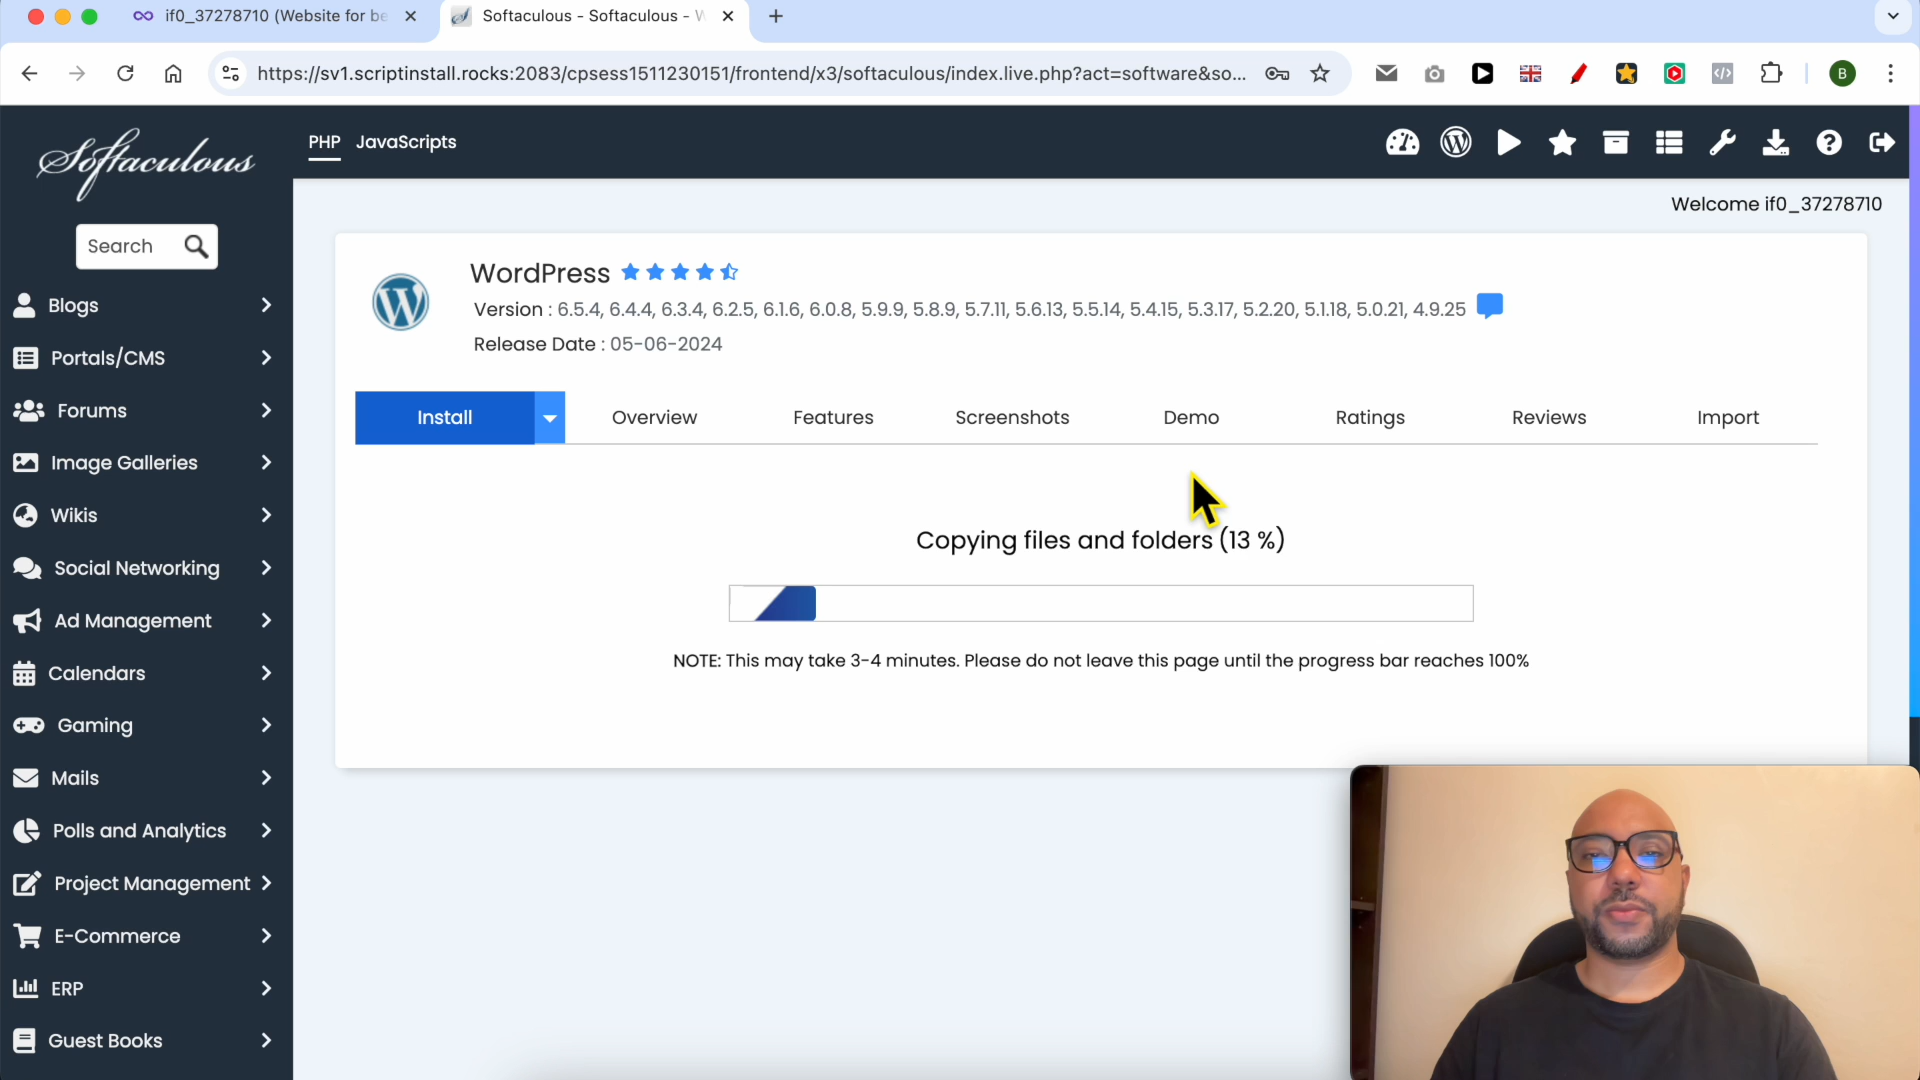 if0_37278710 (Website for be
Softaculous - Softaculous - W
https://sv1.scriptinstall.rocks:2083/cpsess1511230151/frontend/x3/softaculous/index.live.php?act=software&so...
B
Softaculous
PHP JavaScripts
Welcome if0_37278710
Search
Blogs
Portals/CMS
Forums
Image Galleries
Wikis
Social Networking
Ad Management
Calendars
Gaming
Mails
Polls and Analytics
Project Management
E-Commerce
ERP
Guest Books
WordPress
Version : 6.5.4, 6.4.4, 6.3.4, 6.2.5, 6.1.6, 6.0.8, 5.9.9, 5.8.9, 5.7.11, 5.6.13, 5.5.14, 5.4.15, 5.3.17, 5.2.20, 5.1.18, 5.0.21, 4.9.25
Release Date : 05-06-2024
Install Overview Features Screenshots Demo Ratings Reviews Import
Copying files and folders (13 %)
NOTE: This may take 3-4 minutes. Please do not leave this page until the progress bar reaches 100%